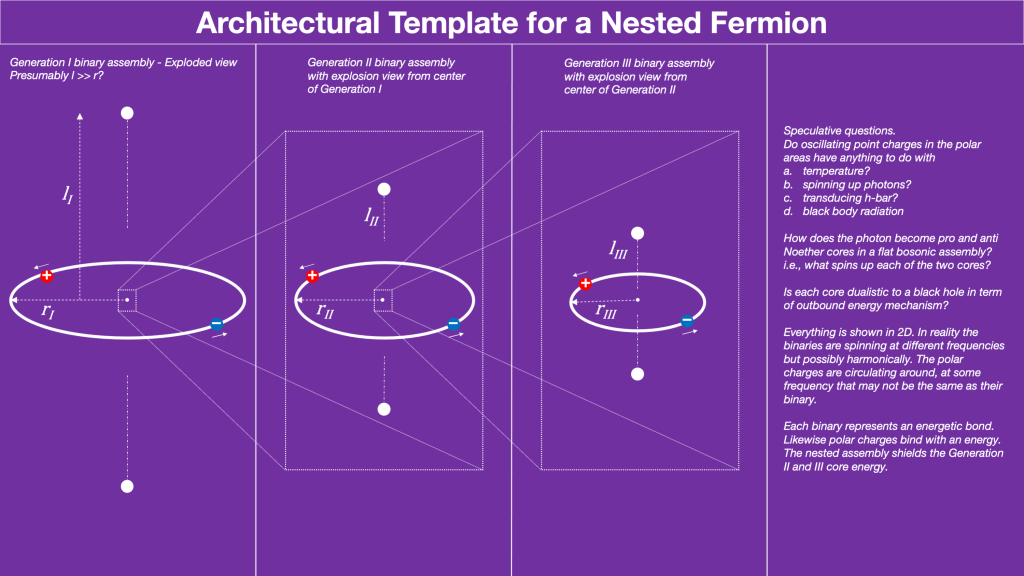 Architectural Template for a Nested Fermion
Generation I binary assembly - Exploded view
Presumably l >> r?
l_I
+
r_I
−
Generation II binary assembly
with explosion view from center
of Generation I
l_II
+
r_II
−
Generation III binary assembly
with explosion view from
center of Generation II
l_III
+
r_III
−
Speculative questions.
Do oscillating point charges in the polar
areas have anything to do with
a. temperature?
b. spinning up photons?
c. transducing h-bar?
d. black body radiation
How does the photon become pro and anti
Noether cores in a flat bosonic assembly?
i.e., what spins up each of the two cores?
Is each core dualistic to a black hole in term
of outbound energy mechanism?
Everything is shown in 2D. In reality the
binaries are spinning at different frequencies
but possibly harmonically. The polar
charges are circulating around, at some
frequency that may not be the same as their
binary.
Each binary represents an energetic bond.
Likewise polar charges bind with an energy.
The nested assembly shields the Generation
II and III core energy.